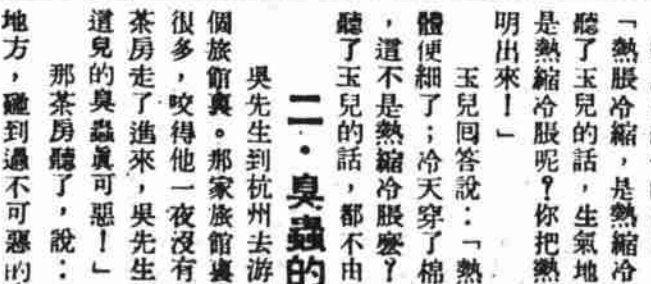 「熱脹冷縮，是熱縮冷
聽了玉兒的話，生氣地
是熱縮冷脹呢？你把熱
明出來！」
玉兒回答說：「熱
體便細了；冷天穿了棉
，這不是熱縮冷脹麼？
聽了玉兒的話，都不由
二．臭蟲的
吳先生到杭州去游
個旅館裏。那家旅館裏
很多，咬得他一夜沒有
茶房走了進來，吳先生
這兒的臭蟲眞可惡！」
那茶房聽了，說：
地方，碰到過不可惡的